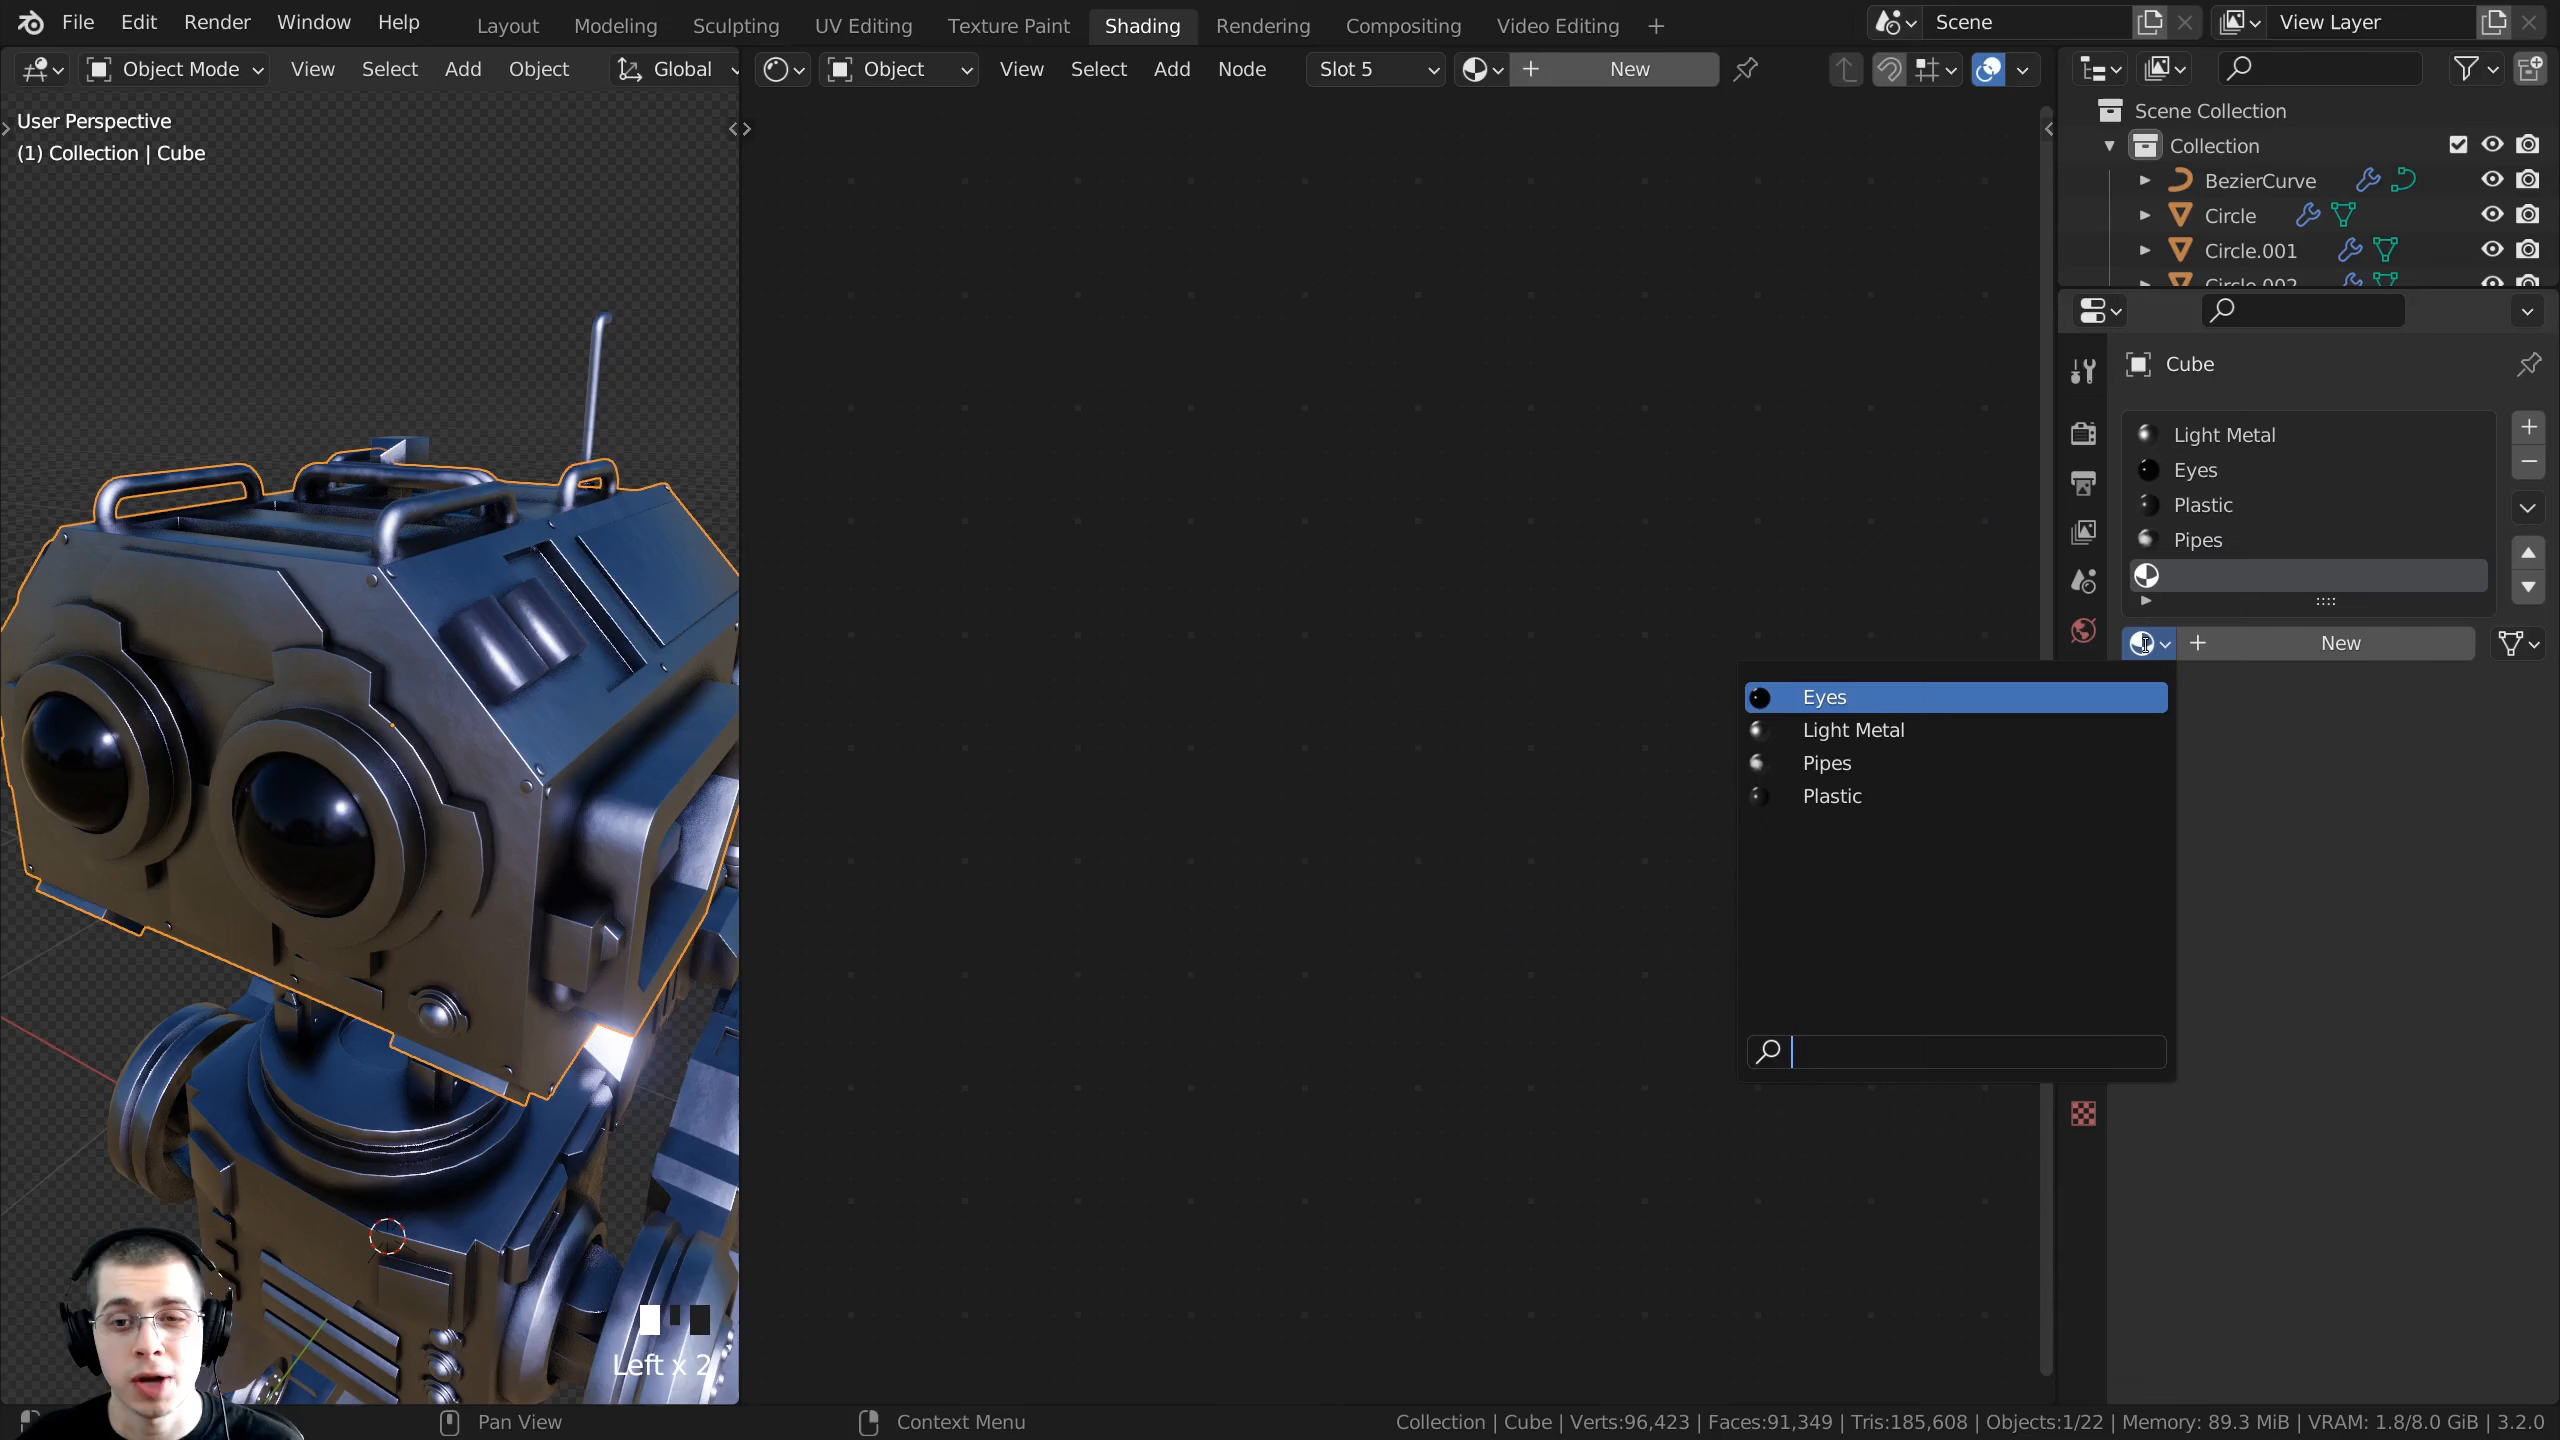 File Edit Render Window Help Layout Modeling Sculpting UV Editing Texture Paint Shading Rendering Compositing Video Editing + Scene View Layer
Object Mode View Select Add Object Global Object View Select Add Node Slot 5 + New
User Perspective
(1) Collection | Cube
Scene Collection
Collection
BezierCurve
Circle
Circle.001
Circle.002
Cube
Light Metal
Eyes
Plastic
Pipes
+ New
Eyes
Light Metal
Pipes
Plastic
Left x 2
Pan View Context Menu Collection | Cube | Verts:96,423 | Faces:91,349 | Tris:185,608 | Objects:1/22 | Memory: 89.3 MiB | VRAM: 1.8/8.0 GiB | 3.2.0